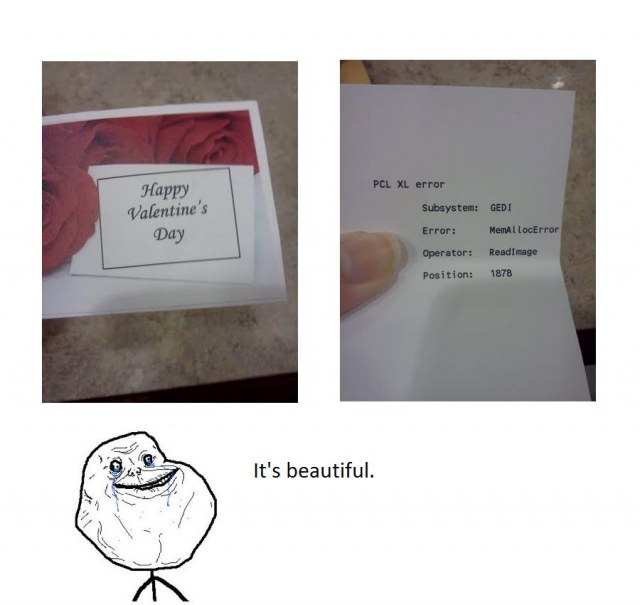 Happy
Valentine's
Day
PCL XL error
Subsystem: GEDI
Error: MemAllocError
Operator: ReadImage
Position: 1878
It's beautiful.